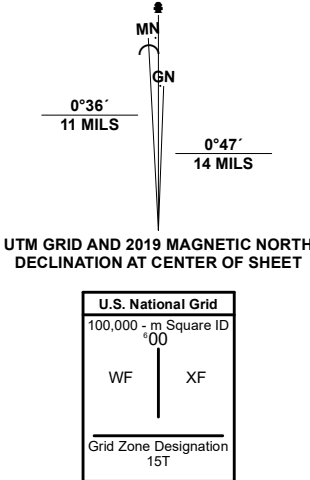 MN
GN
0°36´
11 MILS
0°47´
14 MILS
UTM GRID AND 2019 MAGNETIC NORTH
DECLINATION AT CENTER OF SHEET
U.S. National Grid
100,000 - m Square ID
⁶00
WF XF
Grid Zone Designation
15T